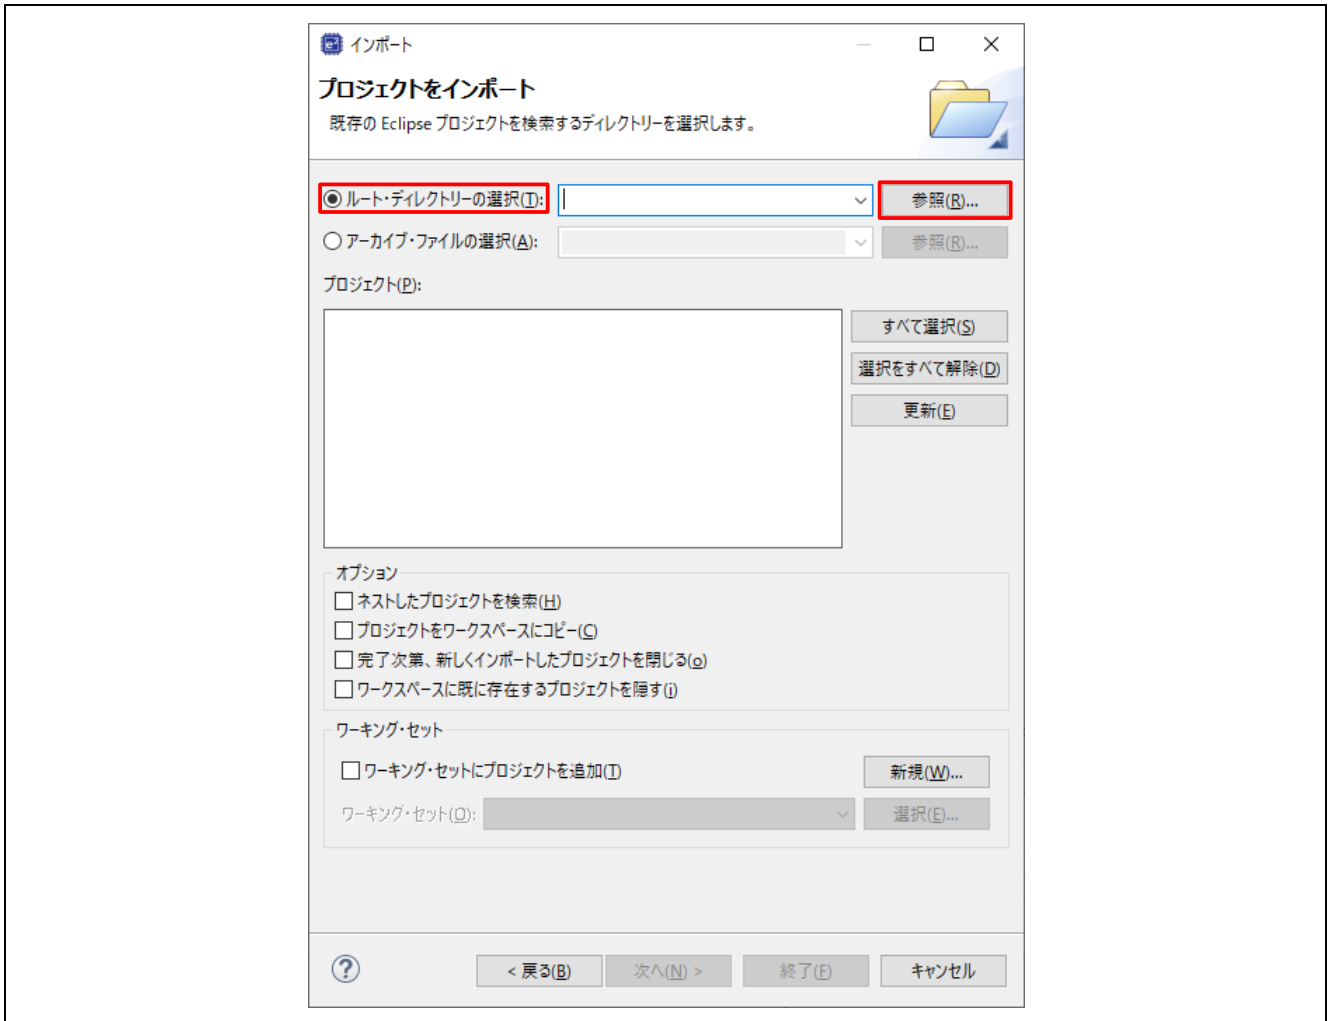 インポート
プロジェクトをインポート
既存の Eclipse プロジェクトを検索するディレクトリーを選択します。
ルート・ディレクトリーの選択(T): 参照(R)...
アーカイブ・ファイルの選択(A): 参照(R)...
プロジェクト(P):
すべて選択(S)
選択をすべて解除(D)
更新(E)
オプション
ネストしたプロジェクトを検索(H)
プロジェクトをワークスペースにコピー(C)
完了次第、新しくインポートしたプロジェクトを閉じる(o)
ワークスペースに既に存在するプロジェクトを隠す(i)
ワーキング・セット
ワーキング・セットにプロジェクトを追加(T) 新規(W)...
ワーキング・セット(O): 選択(E)...
< 戻る(B) 次へ(N) > 終了(F) キャンセル